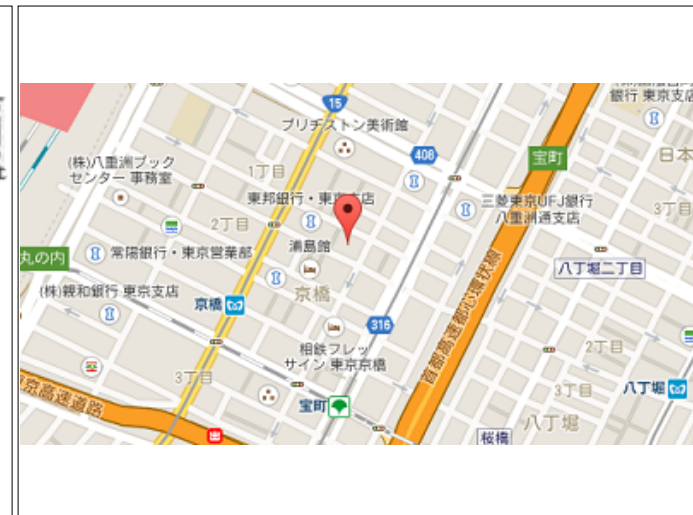 銀行 東京支店
15
ブリヂストン美術館
(株)八重洲ブック
センター 事務室
408
宝町
日本
1丁目
東邦銀行・東京支店
三菱東京UFJ銀行
八重洲通支店
3丁目
2丁目
浦島館
丸の内
常陽銀行・東京営業部
八丁堀二丁目
(株)親和銀行 東京支店
京橋
京橋
316
首都高速都心環状線
相鉄フレッ
サイン 東京京橋
2丁目
3丁目
3丁目
八丁堀
東京高速道路
宝町
八丁堀
桜橋
出